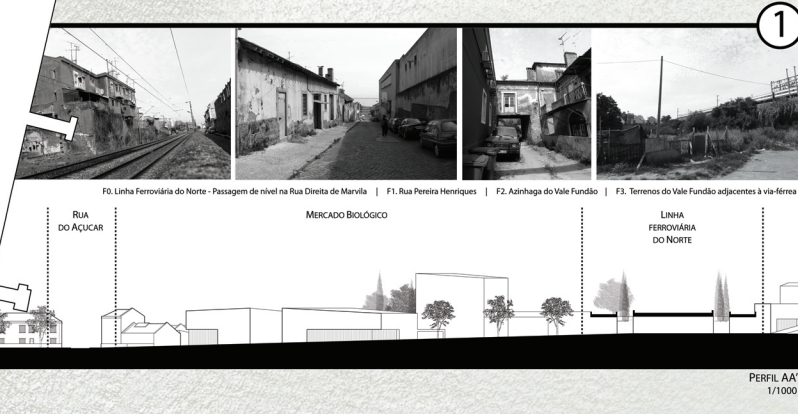 1
F0. Linha Ferroviária do Norte - Passagem de nível na Rua Direita de Marvila | F1. Rua Pereira Henriques | F2. Azinhaga do Vale Fundão | F3. Terrenos do Vale Fundão adjacentes à via-férrea
RUA
DO AÇUCAR
MERCADO BIOLÓGICO
LINHA
FERROVIÁRIA
DO NORTE
PERFIL AA'
1/1000